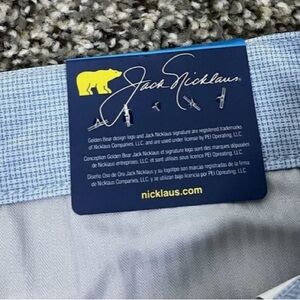 Jack Nicklaus
Golden Bear design logo and Jack Nicklaus signature are registered trademarks
of Nicklaus Companies, LLC. and are used under license by PEI Operating, LLC.
Conception Golden Bear Jack Nicklaus et signature logo sont des marques déposées
de Nicklaus entreprises. LLC et sont utilisés sous licence PEI Operating, LLC.
Diseño Oso de Oro Jack Nicklaus y su logotipo son marcas registradas de la firma
de Nicklaus Companies, LLC. y se utilizan bajo licencia por PEI Operating, LLC.
nicklaus.com